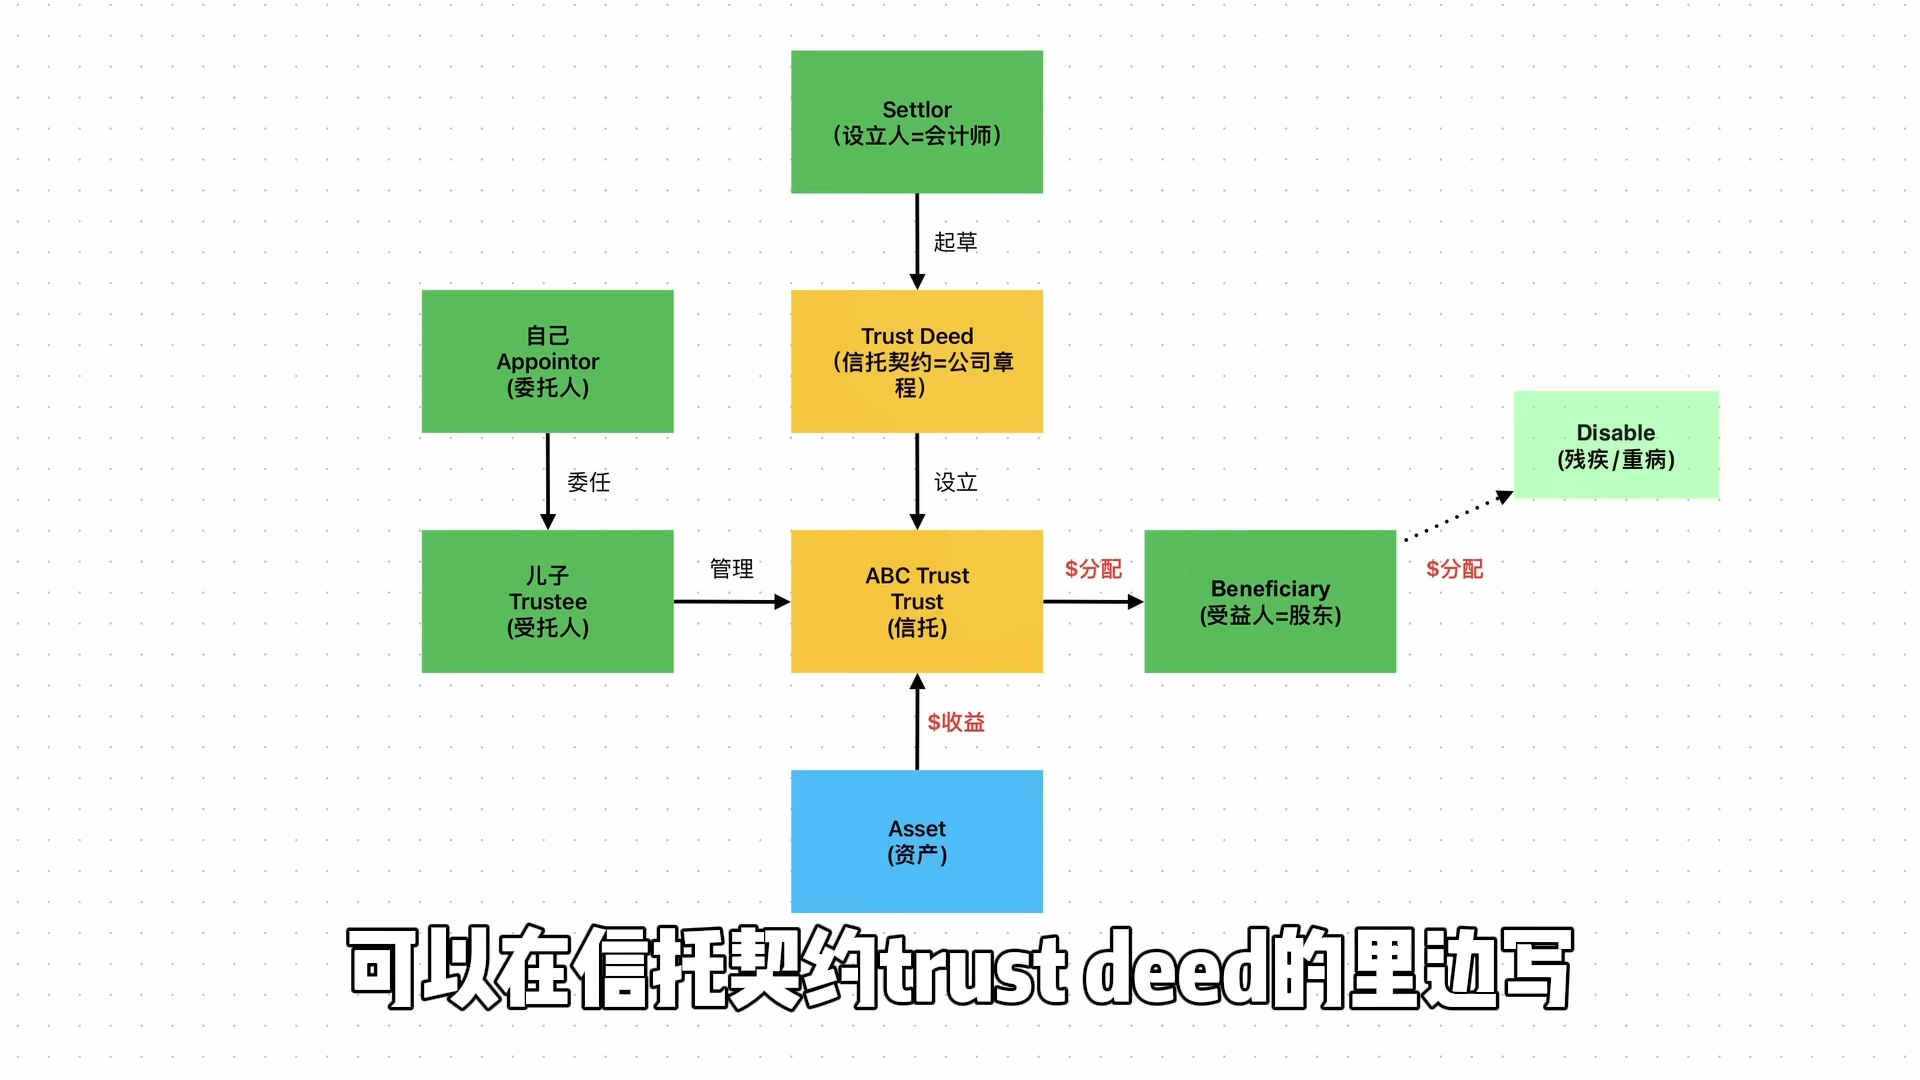 Settlor
（设立人=会计师）
起草
自己
Appointor
(委托人)
Trust Deed
（信托契约=公司章
程）
Disable
(残疾/重病)
委任
设立
儿子
Trustee
(受托人)
管理
ABC Trust
Trust
(信托)
$分配
Beneficiary
(受益人=股东)
$分配
$收益
Asset
(资产)
可以在信托契约trust deed的里边写